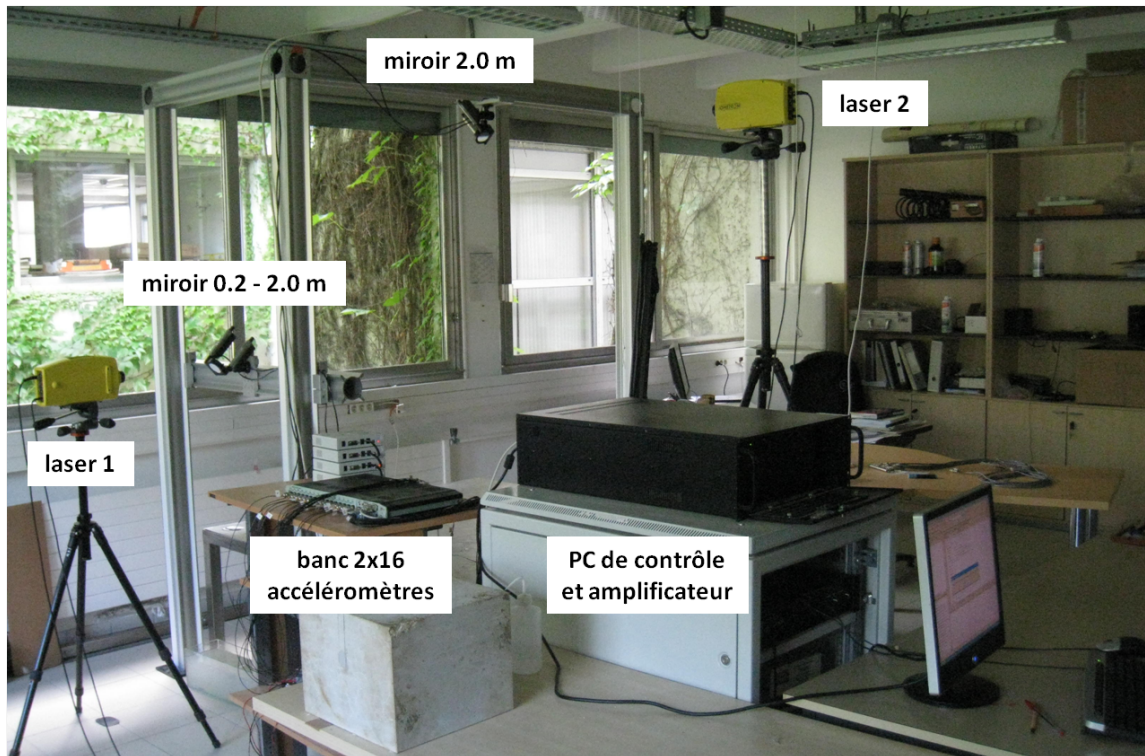 miroir 2.0 m
laser 2
miroir 0.2 - 2.0 m
laser 1
banc 2x16
accéléromètres
PC de contrôle
et amplificateur